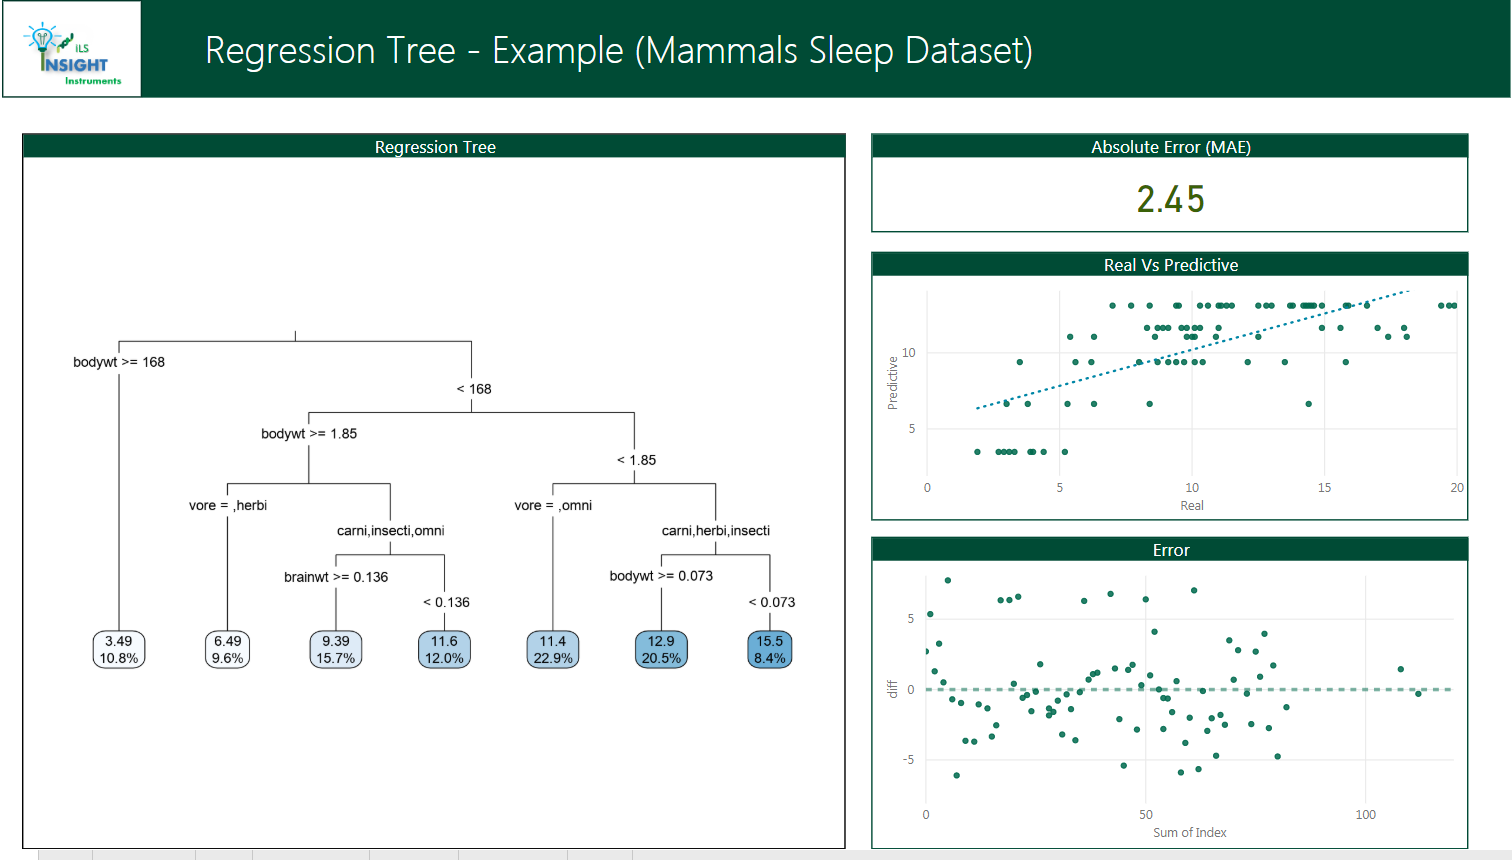 iLS
iNSIGHT
Instruments
Regression Tree - Example (Mammals Sleep Dataset)
Regression Tree
bodywt >= 168
< 168
bodywt >= 1.85
< 1.85
vore = ,herbi
vore = ,omni
carni,insecti,omni
carni,herbi,insecti
brainwt >= 0.136
bodywt >= 0.073
< 0.136
< 0.073
3.49 6.49 9.39 11.6 11.4 12.9 15.5
10.8% 9.6% 15.7% 12.0% 22.9% 20.5% 8.4%
Absolute Error (MAE)
2.45
Real Vs Predictive
Predictive
10
5
0 5 10 15 20
Real
Error
diff
5
0
-5
0 50 100
Sum of Index